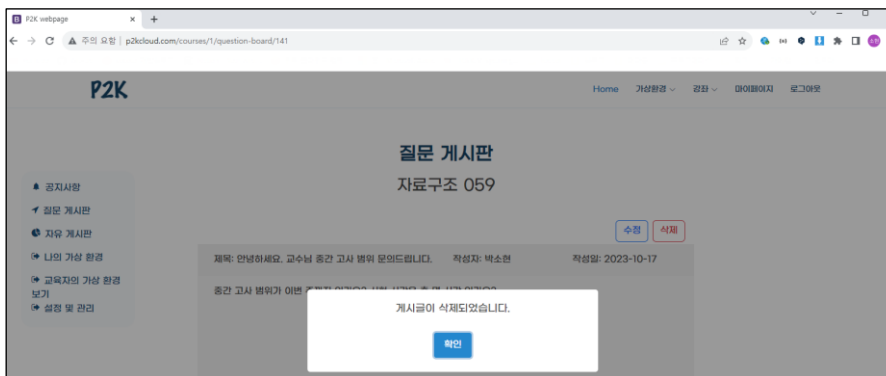 P2K webpage
주의 요함 | p2kcloud.com/courses/1/question-board/141
P2K
Home 가상환경 강좌 마이페이지 로그아웃
질문 게시판
자료구조 059
공지사항
질문 게시판
자유 게시판
나의 가상 환경
교육자의 가상 환경
보기
설정 및 관리
수정 삭제
제목: 안녕하세요. 교수님 중간 고사 범위 문의드립니다. 작성자: 박소현 작성일: 2023-10-17
중간 고사 범위가 이번
게시글이 삭제되었습니다.
확인